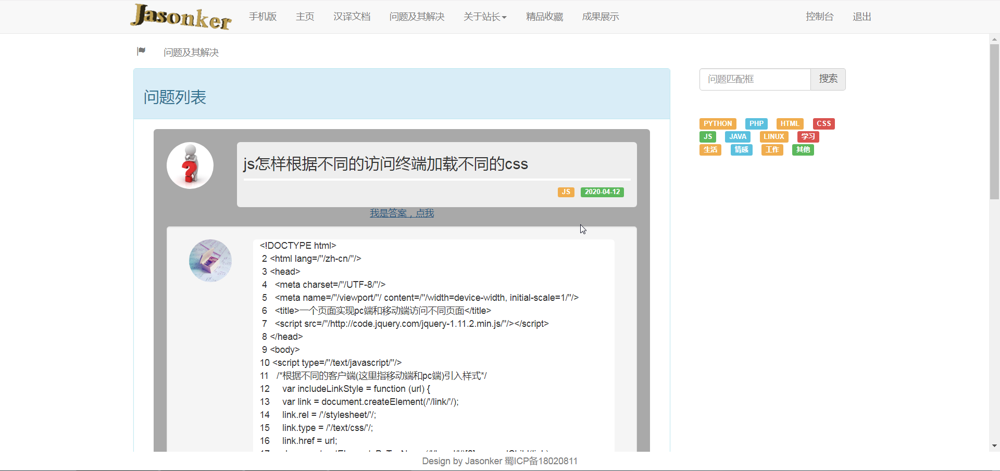 Jasonker 手机版 主页 汉译文档 问题及其解决 关于站长 精品收藏 成果展示 控制台 退出
问题及其解决
问题匹配框 搜索
问题列表
PYTHON PHP HTML CSS
JS JAVA LINUX 学习
生活 情感 工作 其他
js怎样根据不同的访问终端加载不同的css
JS 2020-04-12
我是答案，点我
<!DOCTYPE html>
2 <html lang=/"/zh-cn/"/>
3 <head>
4 <meta charset=/"/UTF-8/"/>
5 <meta name=/"/viewport/"/ content=/"/width=device-width, initial-scale=1/"/>
6 <title>一个页面实现pc端和移动端访问不同页面</title>
7 <script src=/"/http://code.jquery.com/jquery-1.11.2.min.js/"/></script>
8 </head>
9 <body>
10 <script type=/"/text/javascript/"/>
11 /*根据不同的客户端(这里指移动端和pc端)引入样式*/
12 var includeLinkStyle = function (url) {
13 var link = document.createElement(/'/link/'/);
14 link.rel = /'/stylesheet/'/;
15 link.type = /'/text/css/'/;
16 link.href = url;
Design by Jasonker 蜀ICP备18020811